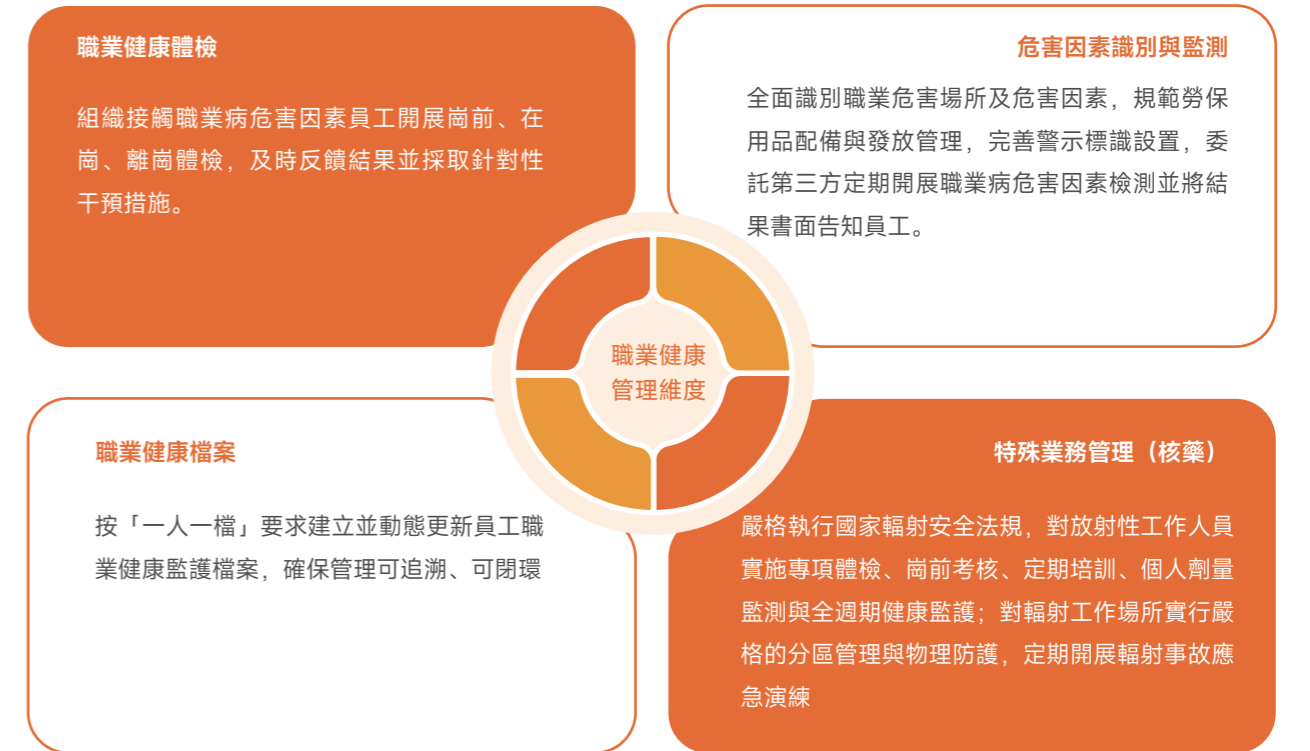 職業健康體檢
組織接觸職業病危害因素員工開展崗前、在
崗、離崗體檢，及時反饋結果並採取針對性
干預措施。
危害因素識別與監測
全面識別職業危害場所及危害因素，規範勞保
用品配備與發放管理，完善警示標識設置，委
託第三方定期開展職業病危害因素檢測並將結
果書面告知員工。
職業健康
管理維度
職業健康檔案
按「一人一檔」要求建立並動態更新員工職
業健康監護檔案，確保管理可追溯、可閉環
特殊業務管理（核藥）
嚴格執行國家輻射安全法規，對放射性工作人員
實施專項體檢、崗前考核、定期培訓、個人劑量
監測與全週期健康監護；對輻射工作場所實行嚴
格的分區管理與物理防護，定期開展輻射事故應
急演練